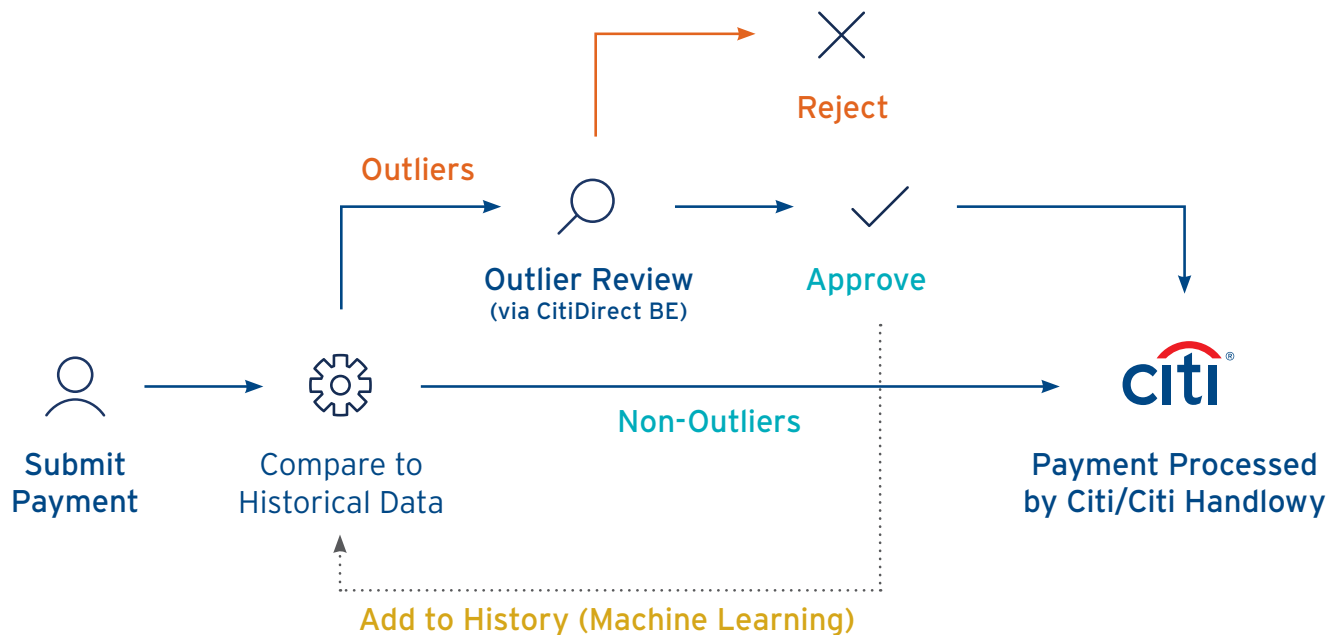 Reject
Outliers
Outlier Review
(via CitiDirect BE)
Approve
citi®
Non-Outliers
Submit
Payment
Compare to
Historical Data
Payment Processed
by Citi/Citi Handlowy
Add to History (Machine Learning)